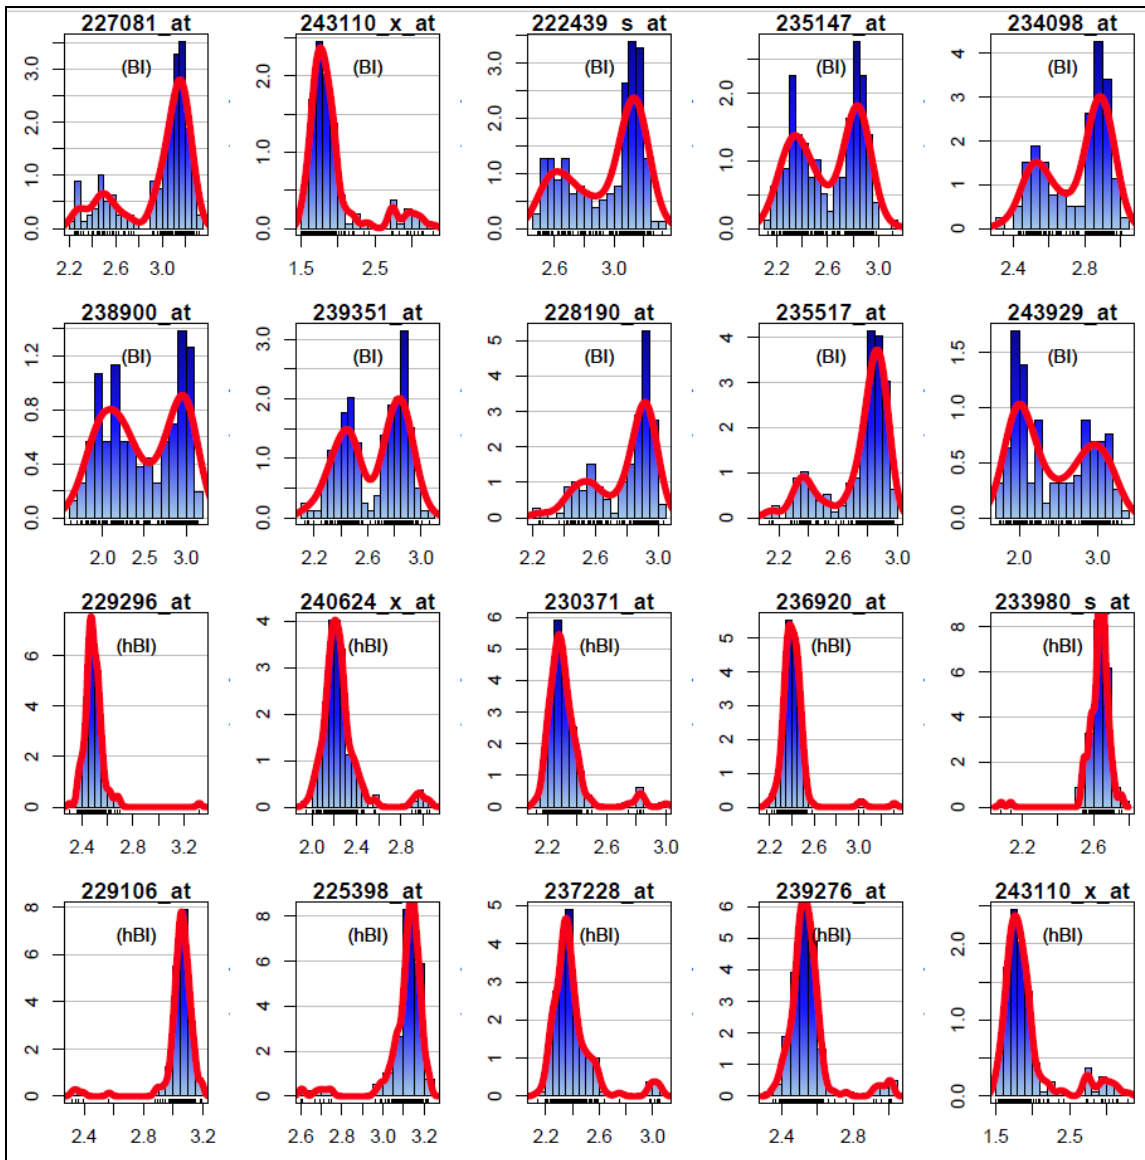 227081_at 243110_x_at 222439_s_at 235147_at 234098_at
(BI) (BI) (BI) (BI) (BI)
0.0 1.0 2.0 3.0 0.0 1.0 2.0 0.0 1.0 2.0 3.0 0.0 1.0 2.0 0 1 2 3 4
2.2 2.6 3.0 1.5 2.5 2.6 3.0 2.2 2.6 3.0 2.4 2.8
238900_at 239351_at 228190_at 235517_at 243929_at
(BI) (BI) (BI) (BI) (BI)
0.0 0.4 0.8 1.2 0.0 1.0 2.0 3.0 0 1 2 3 4 5 0 1 2 3 4 0.0 0.5 1.0 1.5
2.0 2.5 3.0 2.2 2.6 3.0 2.2 2.6 3.0 2.2 2.6 3.0 2.0 3.0
229296_at 240624_x_at 230371_at 236920_at 233980_s_at
(hBI) (hBI) (hBI) (hBI) (hBI)
0 2 4 6 0 1 2 3 4 0 1 2 3 4 5 6 0 1 2 3 4 5 0 2 4 6 8
2.4 2.8 3.2 2.0 2.4 2.8 2.2 2.6 3.0 2.2 2.6 3.0 2.2 2.6
229106_at 225398_at 237228_at 239276_at 243110_x_at
(hBI) (hBI) (hBI) (hBI) (hBI)
0 2 4 6 8 0 2 4 6 8 0 1 2 3 4 5 0 1 2 3 4 5 6 0.0 1.0 2.0
2.4 2.8 3.2 2.6 2.8 3.0 3.2 2.2 2.6 3.0 2.4 2.8 1.5 2.5